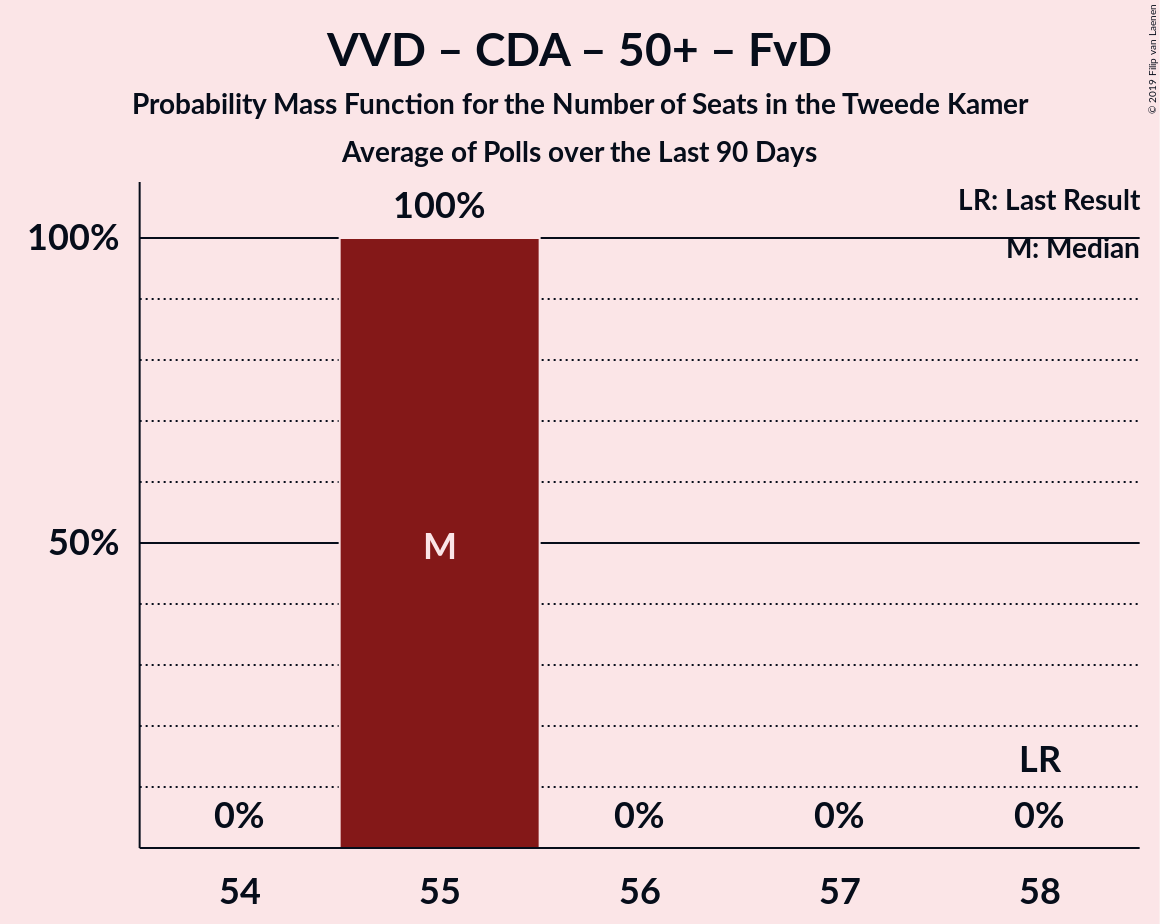 VVD – CDA – 50+ – FvD
Probability Mass Function for the Number of Seats in the Tweede Kamer
Average of Polls over the Last 90 Days
© 2019 Filip van Laenen
LR: Last Result
M: Median
100%
100%
50%
M
LR
0%
0%
0%
0%
54
55
56
57
58